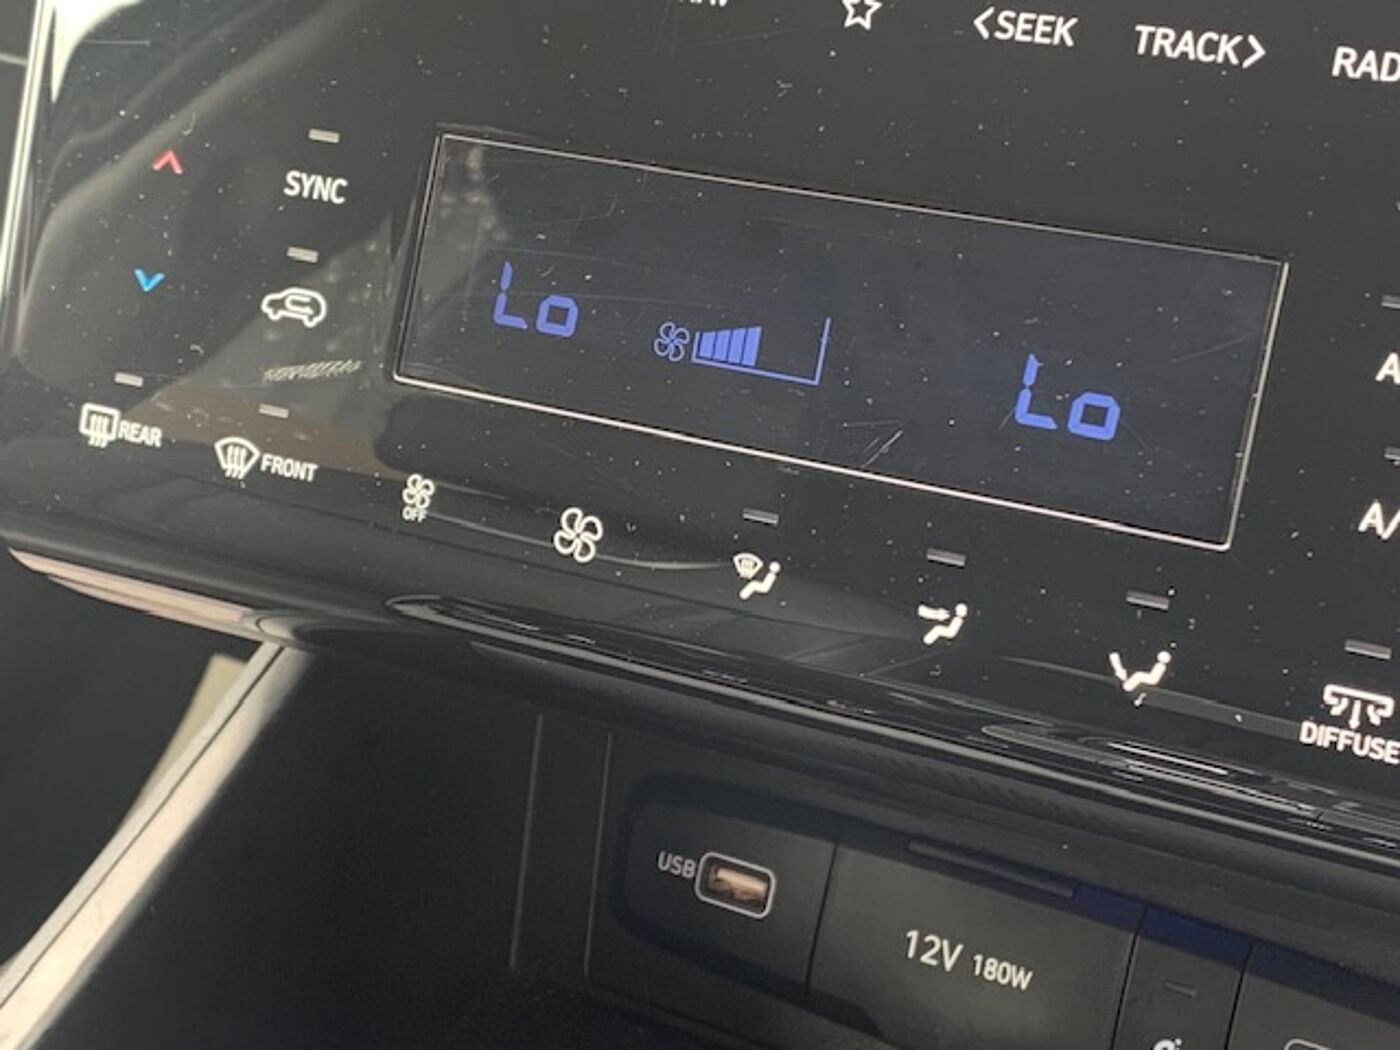 <SEEK
TRACK>
SYNC
Lo
Lo
REAR
FRONT
OFF
DIFFUSE
USB
12V 180W